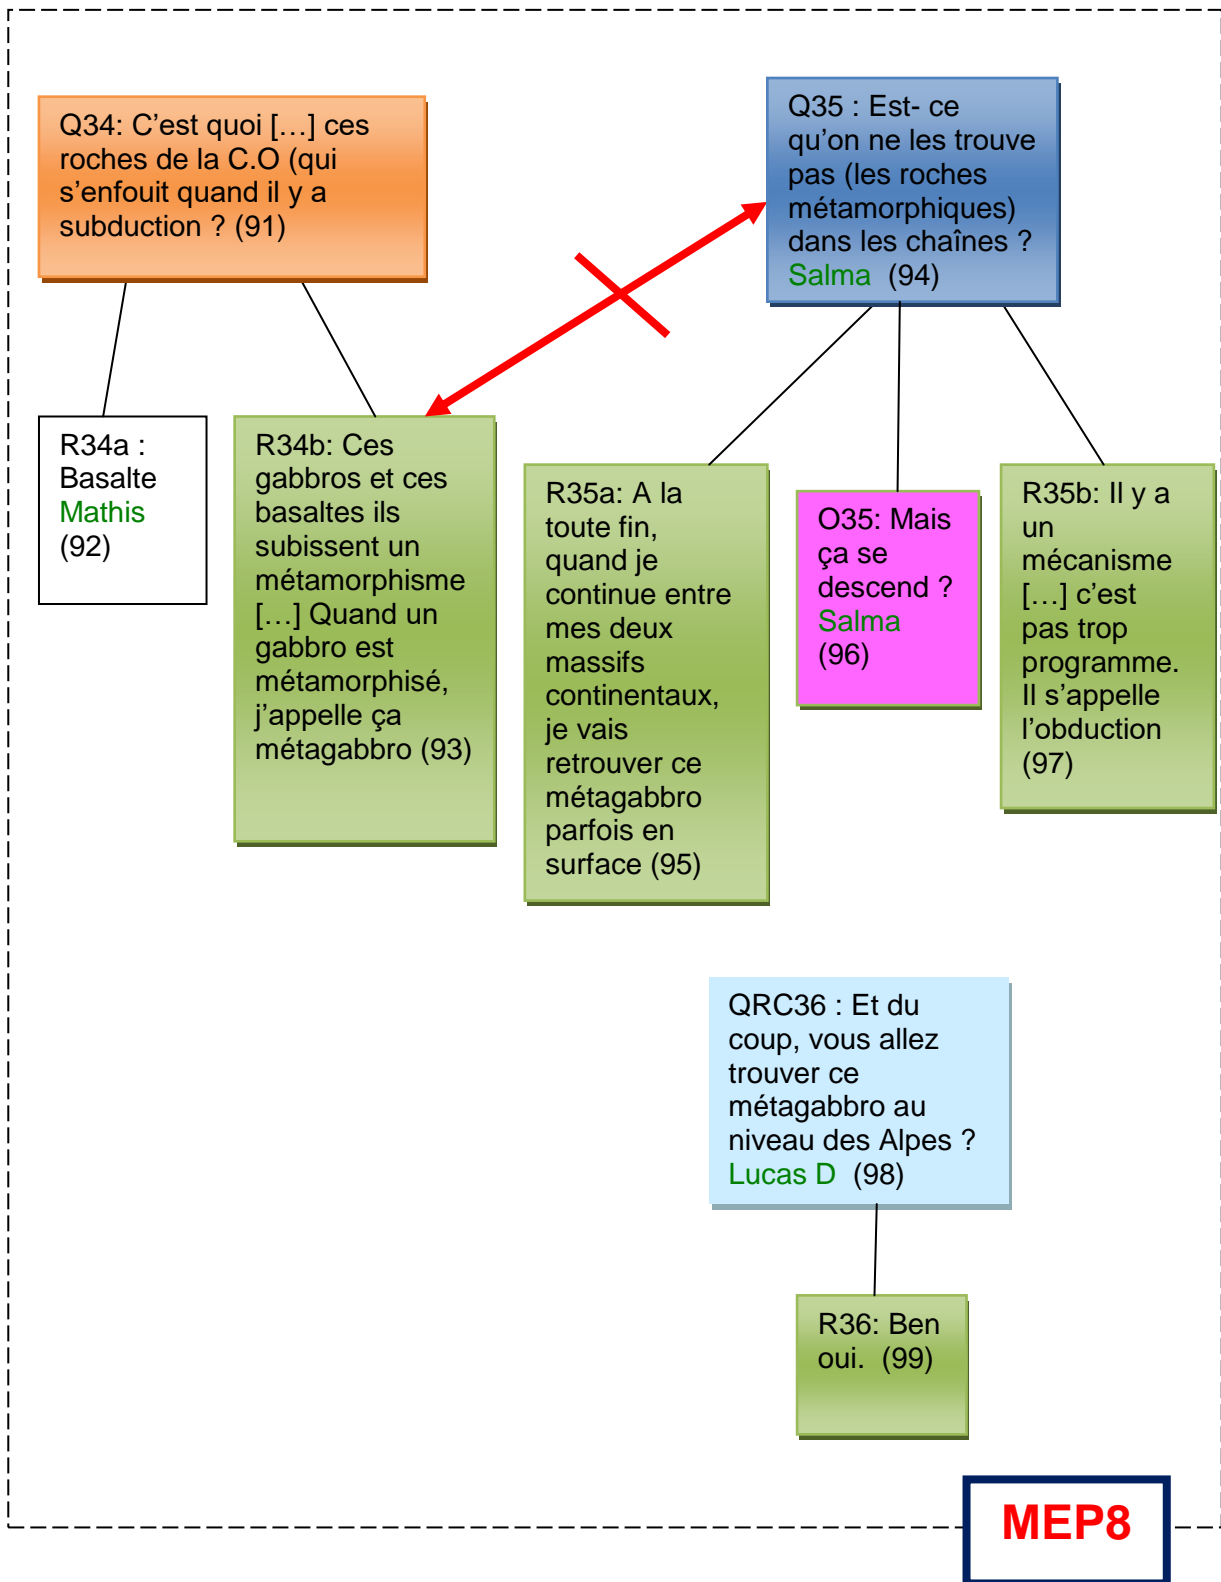 Q34: C'est quoi […] ces
roches de la C.O (qui
s'enfouit quand il y a
subduction ? (91)
Q35 : Est- ce
qu'on ne les trouve
pas (les roches
métamorphiques)
dans les chaînes ?
Salma (94)
R34a :
Basalte
Mathis
(92)
R34b: Ces
gabbros et ces
basaltes ils
subissent un
métamorphisme
[…] Quand un
gabbro est
métamorphisé,
j'appelle ça
métagabbro (93)
R35a: A la
toute fin,
quand je
continue entre
mes deux
massifs
continentaux,
je vais
retrouver ce
métagabbro
parfois en
surface (95)
O35: Mais
ça se
descend ?
Salma
(96)
R35b: Il y a
un
mécanisme
[…] c'est
pas trop
programme.
Il s'appelle
l'obduction
(97)
QRC36 : Et du
coup, vous allez
trouver ce
métagabbro au
niveau des Alpes ?
Lucas D (98)
R36: Ben
oui. (99)
MEP8